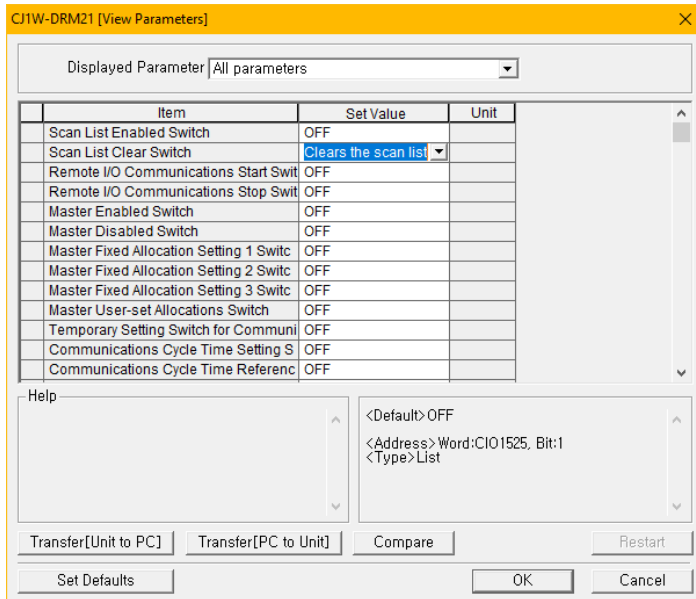 CJ1W-DRM21 [View Parameters]
Displayed Parameter All parameters
Item Set Value Unit
Scan List Enabled Switch OFF
Scan List Clear Switch Clears the scan list
Remote I/O Communications Start Swit OFF
Remote I/O Communications Stop Swit OFF
Master Enabled Switch OFF
Master Disabled Switch OFF
Master Fixed Allocation Setting 1 Switc OFF
Master Fixed Allocation Setting 2 Switc OFF
Master Fixed Allocation Setting 3 Switc OFF
Master User-set Allocations Switch OFF
Temporary Setting Switch for Communi OFF
Communications Cycle Time Setting S OFF
Communications Cycle Time Referenc OFF
Help
<Default>OFF
<Address>Word:CIO1525, Bit:1
<Type>List
Transfer[Unit to PC] Transfer[PC to Unit] Compare Restart
Set Defaults OK Cancel